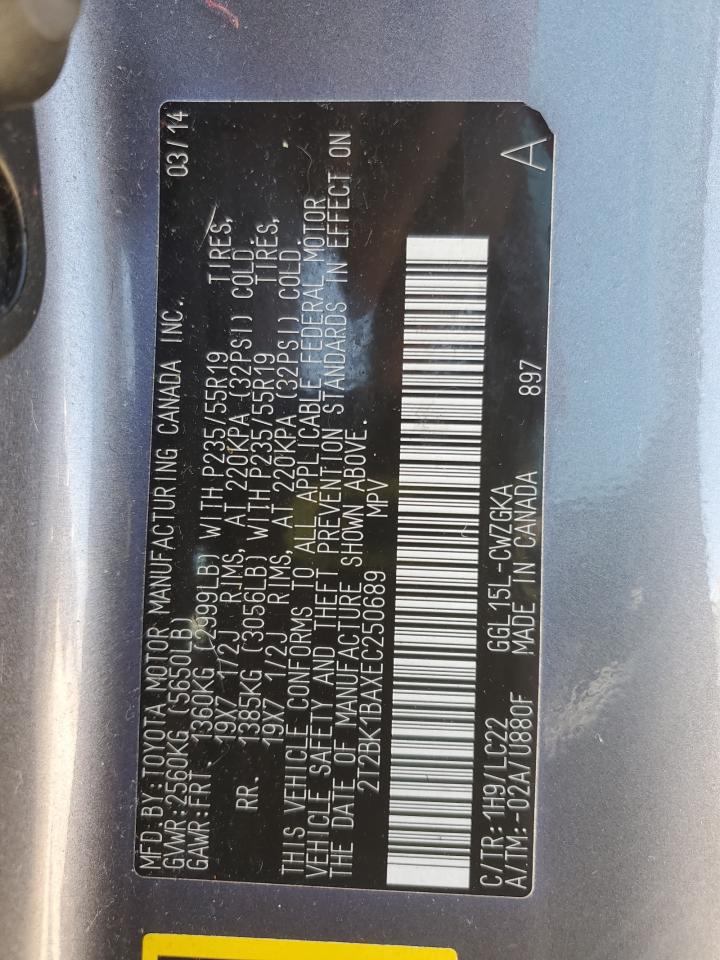 MFD.BY:TOYOTA MOTOR MANUFACTURING CANADA INC. 03/14
GVWR:2560KG (5650LB)
GAWR:FRT. 1360KG (2999LB) WITH P235/55R19 TIRES,
19X7 1/2J RIMS, AT 220KPA (32PSI) COLD.
RR. 1385KG (3056LB) WITH P235/55R19 TIRES,
19X7 1/2J RIMS, AT 220KPA (32PSI) COLD.
THIS VEHICLE CONFORMS TO ALL APPLICABLE FEDERAL MOTOR
VEHICLE SAFETY AND THEFT PREVENTION STANDARDS IN EFFECT ON
THE DATE OF MANUFACTURE SHOWN ABOVE.
2T2BK1BAXEC250689 MPV
C/TR:1H9/LC22 GGL15L-CWZGKA 897
A/TM:-02A/U880F MADE IN CANADA A